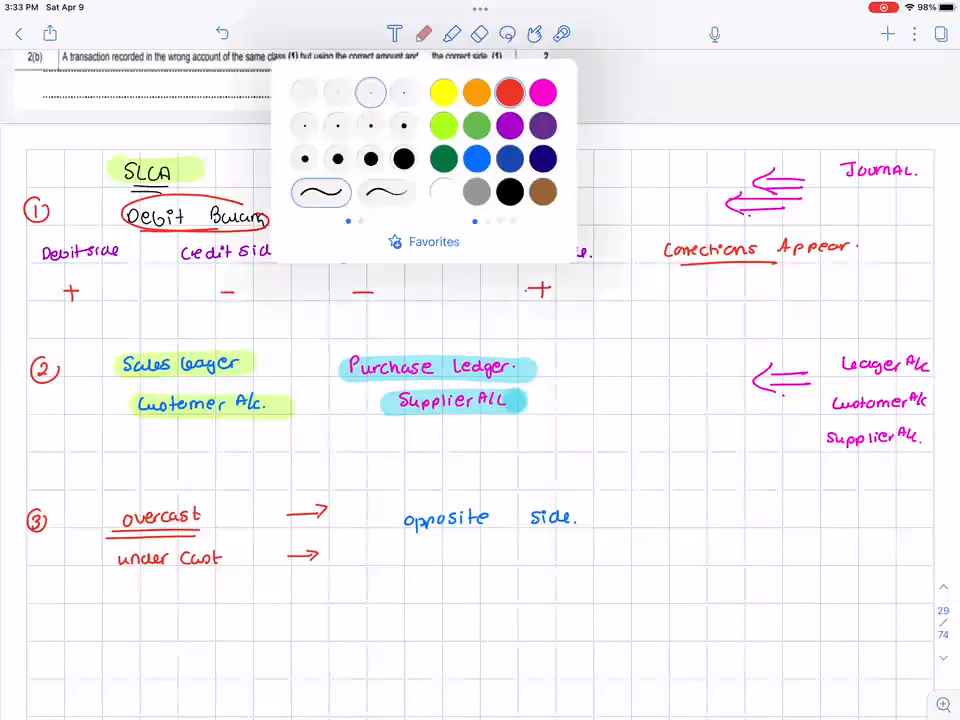 3:33 PM Sat Apr 9
98%
2(b) A transaction recorded in the wrong account of the same class (1) but using the correct amount and the correct side. (1) 2
Favorites
SLCA
JOURNAL.
1 Debit
Debit side Credit sid e.
Corrections Appear.
+ - - +
2 Sales Leager Purchase Ledger.
Leager A/c
Customer A/c. Supplier A/c
Customer A/c
Supplier A/c.
3 overcast → opposite side.
under cast →
29
/
74